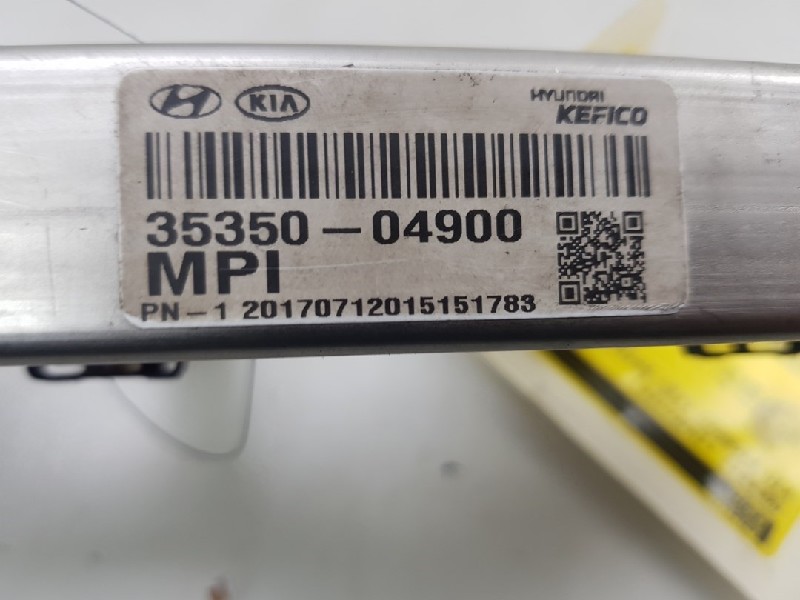 KIA
HYUNDAI
KEFICO
35350-04900
MPI
PN-1 20170712015151783